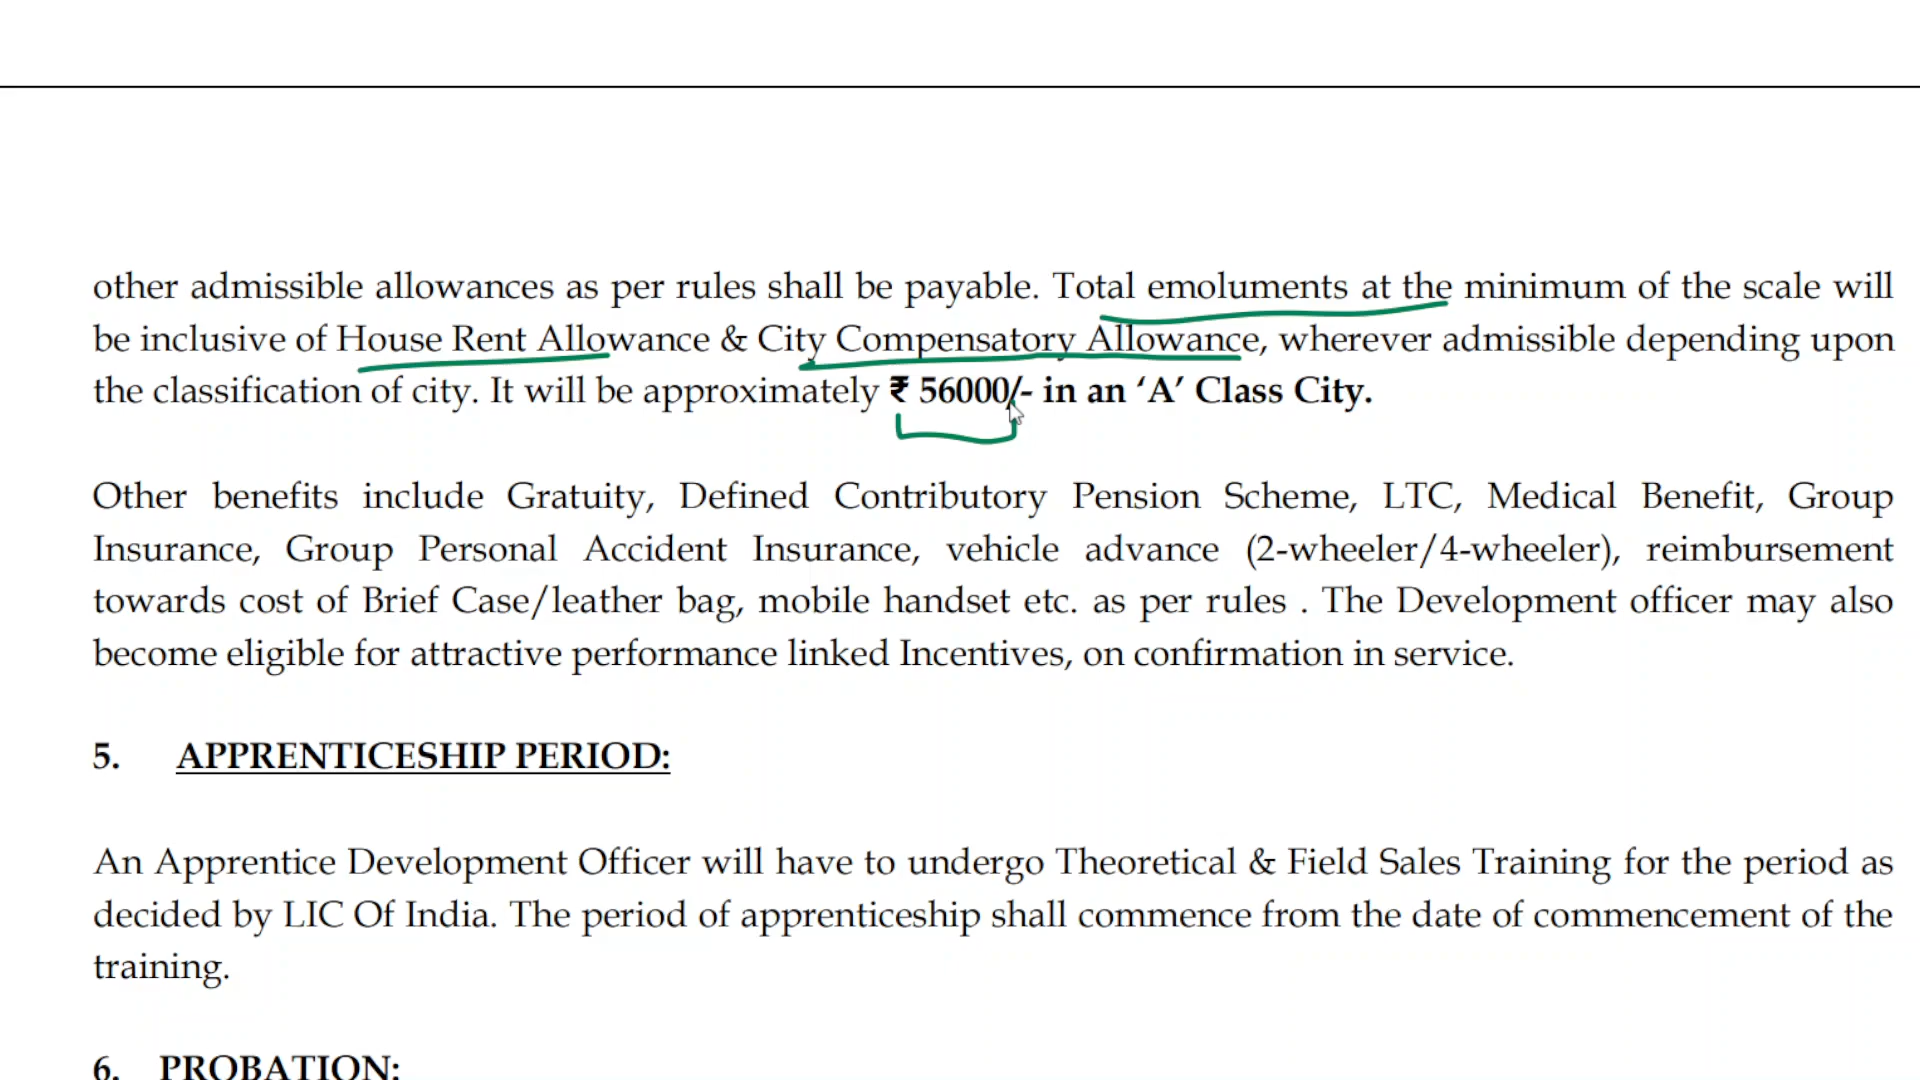 other admissible allowances as per rules shall be payable. Total emoluments at the minimum of the scale will
be inclusive of House Rent Allowance & City Compensatory Allowance, wherever admissible depending upon
the classification of city. It will be approximately ₹ 56000/- in an ‘A’ Class City.
Other benefits include Gratuity, Defined Contributory Pension Scheme, LTC, Medical Benefit, Group
Insurance, Group Personal Accident Insurance, vehicle advance (2-wheeler/4-wheeler), reimbursement
towards cost of Brief Case/leather bag, mobile handset etc. as per rules . The Development officer may also
become eligible for attractive performance linked Incentives, on confirmation in service.
5. APPRENTICESHIP PERIOD:
An Apprentice Development Officer will have to undergo Theoretical & Field Sales Training for the period as
decided by LIC Of India. The period of apprenticeship shall commence from the date of commencement of the
training.
6. PROBATION: